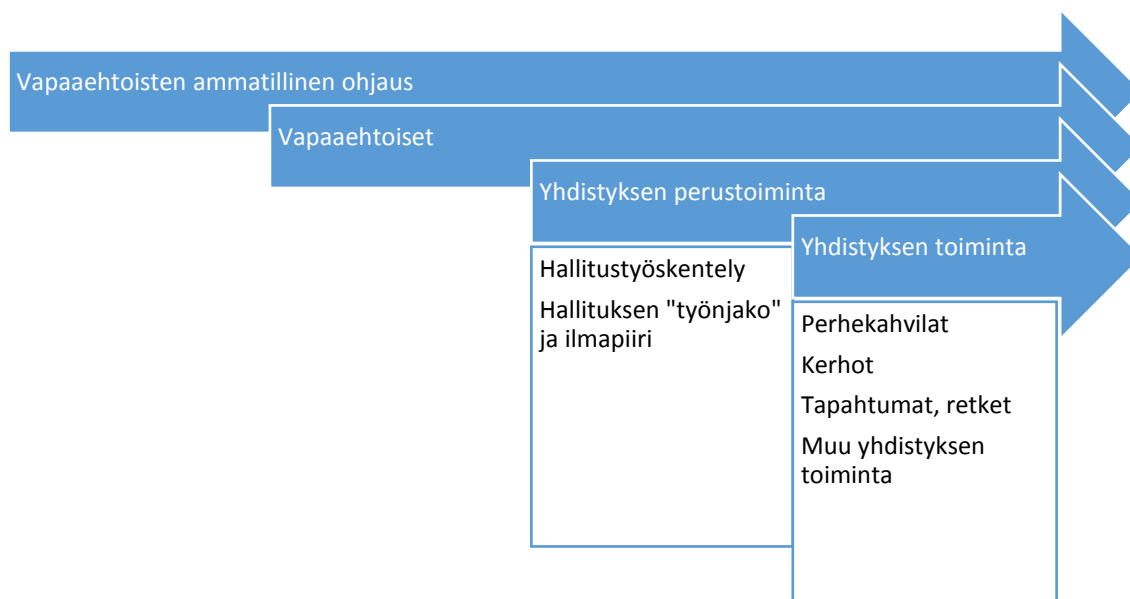 Vapaaehtoisten ammatillinen ohjaus
Vapaaehtoiset
Yhdistyksen perustoiminta
Hallitustyöskentely
Hallituksen "työnjako"
ja ilmapiiri
Yhdistyksen toiminta
Perhekahvilat
Kerhot
Tapahtumat, retket
Muu yhdistyksen
toiminta